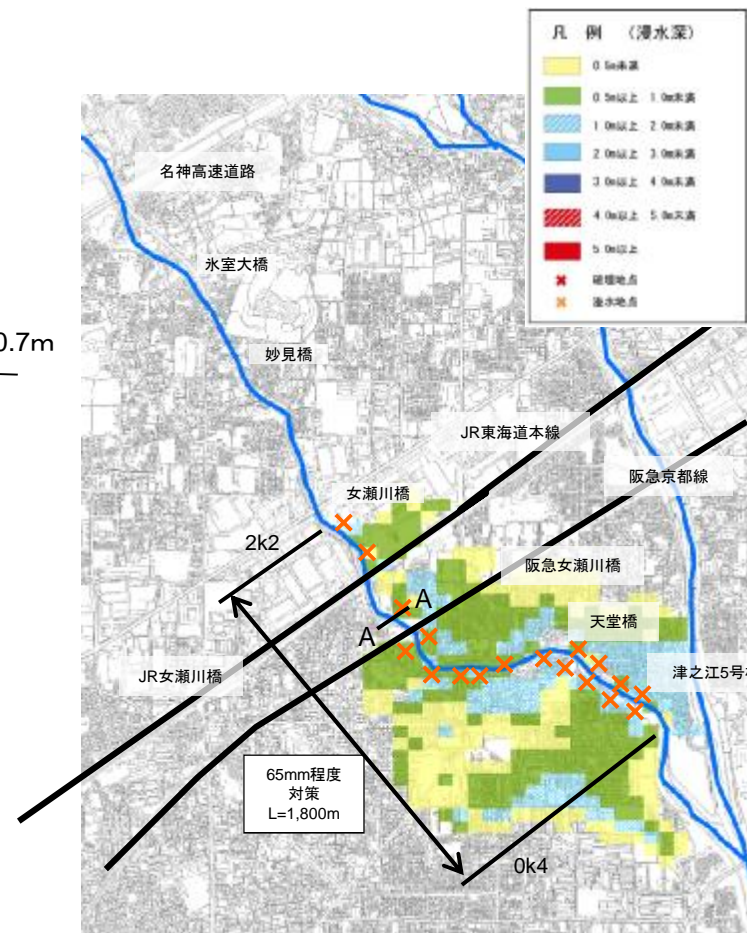 凡 例 (浸水深)
0.5m未満
0.5m以上 1.0m未満
1.0m以上 2.0m未満
2.0m以上 3.0m未満
3.0m以上 4.0m未満
4.0m以上 5.0m未満
5.0m以上
破堤地点
溢水地点
名神高速道路
氷室大橋
0.7m
妙見橋
JR東海道本線
阪急京都線
女瀬川橋
2k2
阪急女瀬川橋
A
A
天堂橋
JR女瀬川橋
津之江5号
65mm程度
対策
L=1,800m
0k4